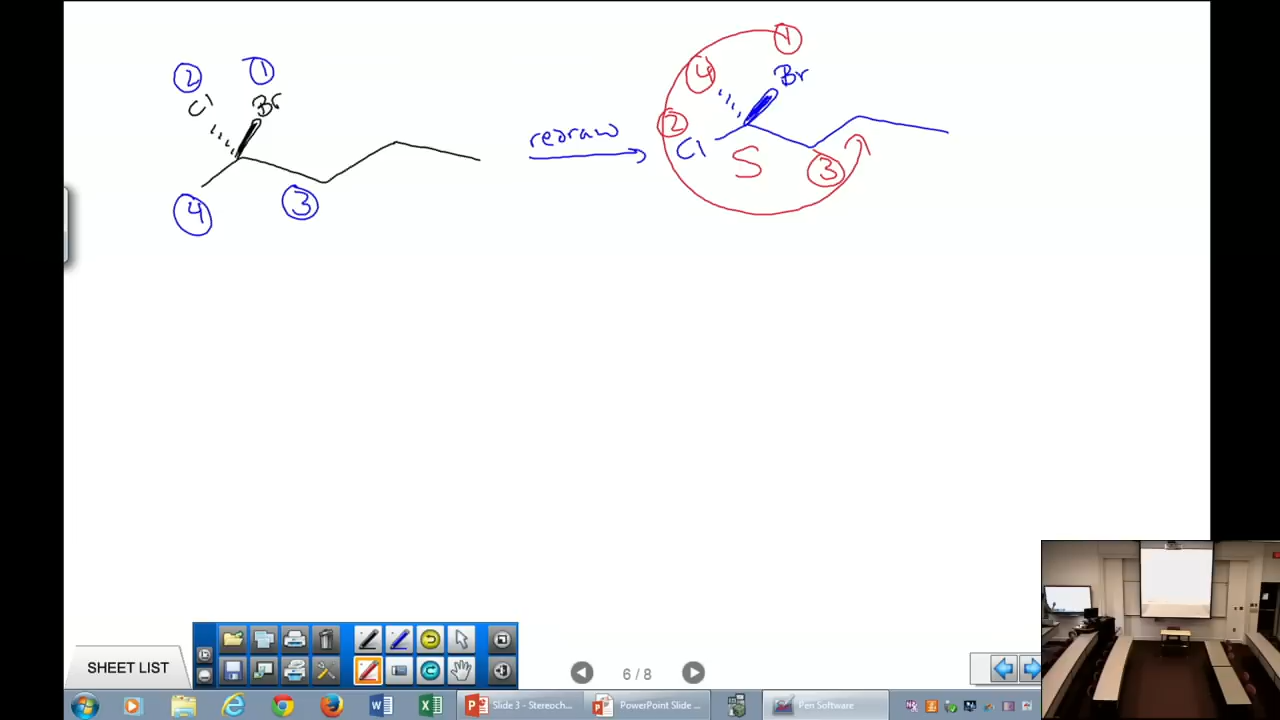 ② ①
Cl Br
④ ③
redraw
①
④ Br
②
Cl S ③
6 / 8
SHEET LIST
Slide 3 - Stereoch...
PowerPoint Slide ...
Pen Software